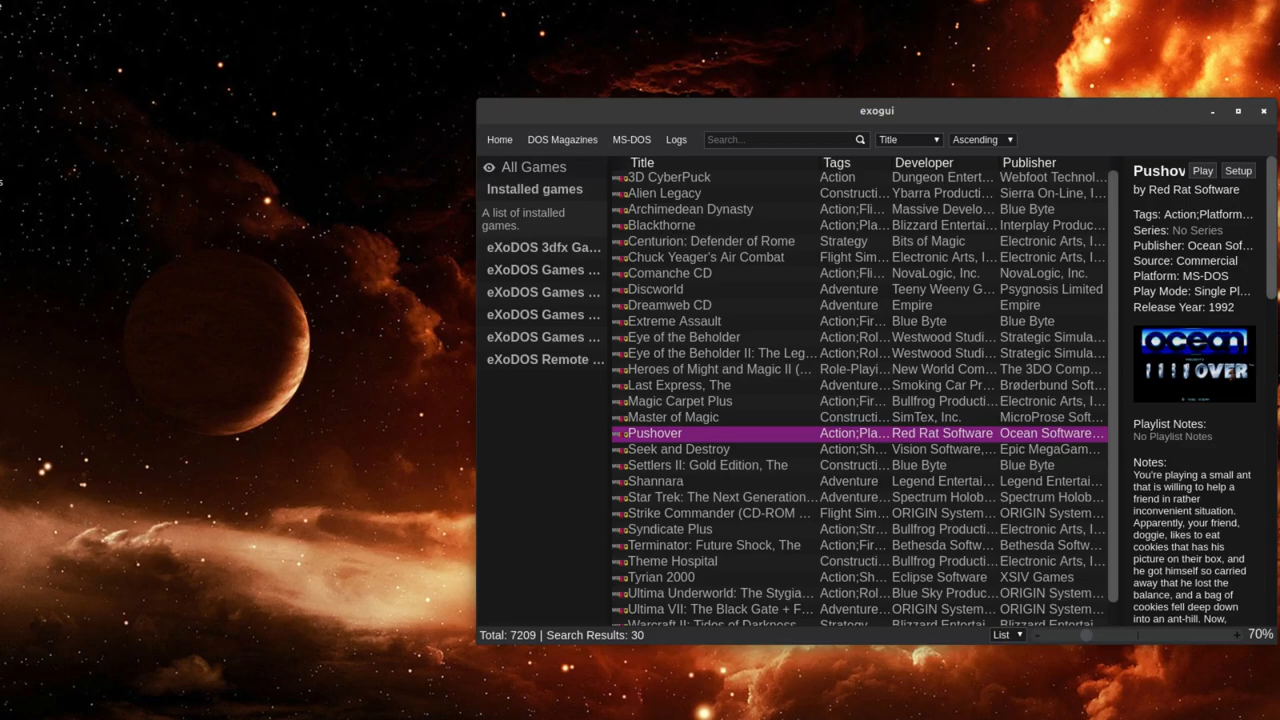 exogui
Home DOS Magazines MS-DOS Logs Search... Title Ascending
All Games
Installed games
A list of installed
games.
eXoDOS 3dfx Ga...
eXoDOS Games ...
eXoDOS Games ...
eXoDOS Games ...
eXoDOS Games ...
eXoDOS Remote ...
Title Tags Developer Publisher
3D CyberPuck Action Dungeon Entert... Webfoot Technol...
Alien Legacy Constructi... Ybarra Producti... Sierra On-Line, I...
Archimedean Dynasty Action;Fli... Massive Develo... Blue Byte
Blackthorne Action;Pla... Blizzard Entertai... Interplay Produc...
Centurion: Defender of Rome Strategy Bits of Magic Electronic Arts, I...
Chuck Yeager's Air Combat Flight Sim... Electronic Arts, I... Electronic Arts, I...
Comanche CD Action;Fli... NovaLogic, Inc. NovaLogic, Inc.
Discworld Adventure Teeny Weeny G... Psygnosis Limited
Dreamweb CD Adventure Empire Empire
Extreme Assault Action;Fir... Blue Byte Blue Byte
Eye of the Beholder Action;Rol... Westwood Studi... Strategic Simula...
Eye of the Beholder II: The Leg... Action;Rol... Westwood Studi... Strategic Simula...
Heroes of Might and Magic II (... Role-Playi... New World Com... The 3DO Comp...
Last Express, The Adventure... Smoking Car Pr... Brøderbund Soft...
Magic Carpet Plus Action;Fir... Bullfrog Producti... Electronic Arts, I...
Master of Magic Constructi... SimTex, Inc. MicroProse Soft...
Pushover Action;Pla... Red Rat Software Ocean Software...
Seek and Destroy Action;Sh... Vision Software,... Epic MegaGam...
Settlers II: Gold Edition, The Constructi... Blue Byte Blue Byte
Shannara Adventure Legend Entertai... Legend Entertai...
Star Trek: The Next Generation... Adventure... Spectrum Holob... Spectrum Holob...
Strike Commander (CD-ROM ... Flight Sim... ORIGIN System... ORIGIN System...
Syndicate Plus Action;Str... Bullfrog Producti... Electronic Arts, I...
Terminator: Future Shock, The Action;Fir... Bethesda Softw... Bethesda Softw...
Theme Hospital Constructi... Bullfrog Producti... Electronic Arts, I...
Tyrian 2000 Action;Sh... Eclipse Software XSIV Games
Ultima Underworld: The Stygia... Action;Rol... Blue Sky Produc... ORIGIN System...
Ultima VII: The Black Gate + F... Adventure... ORIGIN System... ORIGIN System...
Warcraft II: Tides of Darkness Strategy Blizzard Entertai... Blizzard Entertai...
Pushov Play Setup
by Red Rat Software
Tags: Action;Platform...
Series: No Series
Publisher: Ocean Sof...
Source: Commercial
Platform: MS-DOS
Play Mode: Single Pl...
Release Year: 1992
ocean
OVER
Playlist Notes:
No Playlist Notes
Notes:
You're playing a small ant
that is willing to help a
friend in rather
inconvenient situation.
Apparently, your friend,
doggie, likes to eat
cookies that has his
picture on their box, and
he got himself so carried
away that he lost the
balance, and a bag of
cookies fell deep down
into an ant-hill. Now,
Total: 7209 | Search Results: 30 List - + 70%